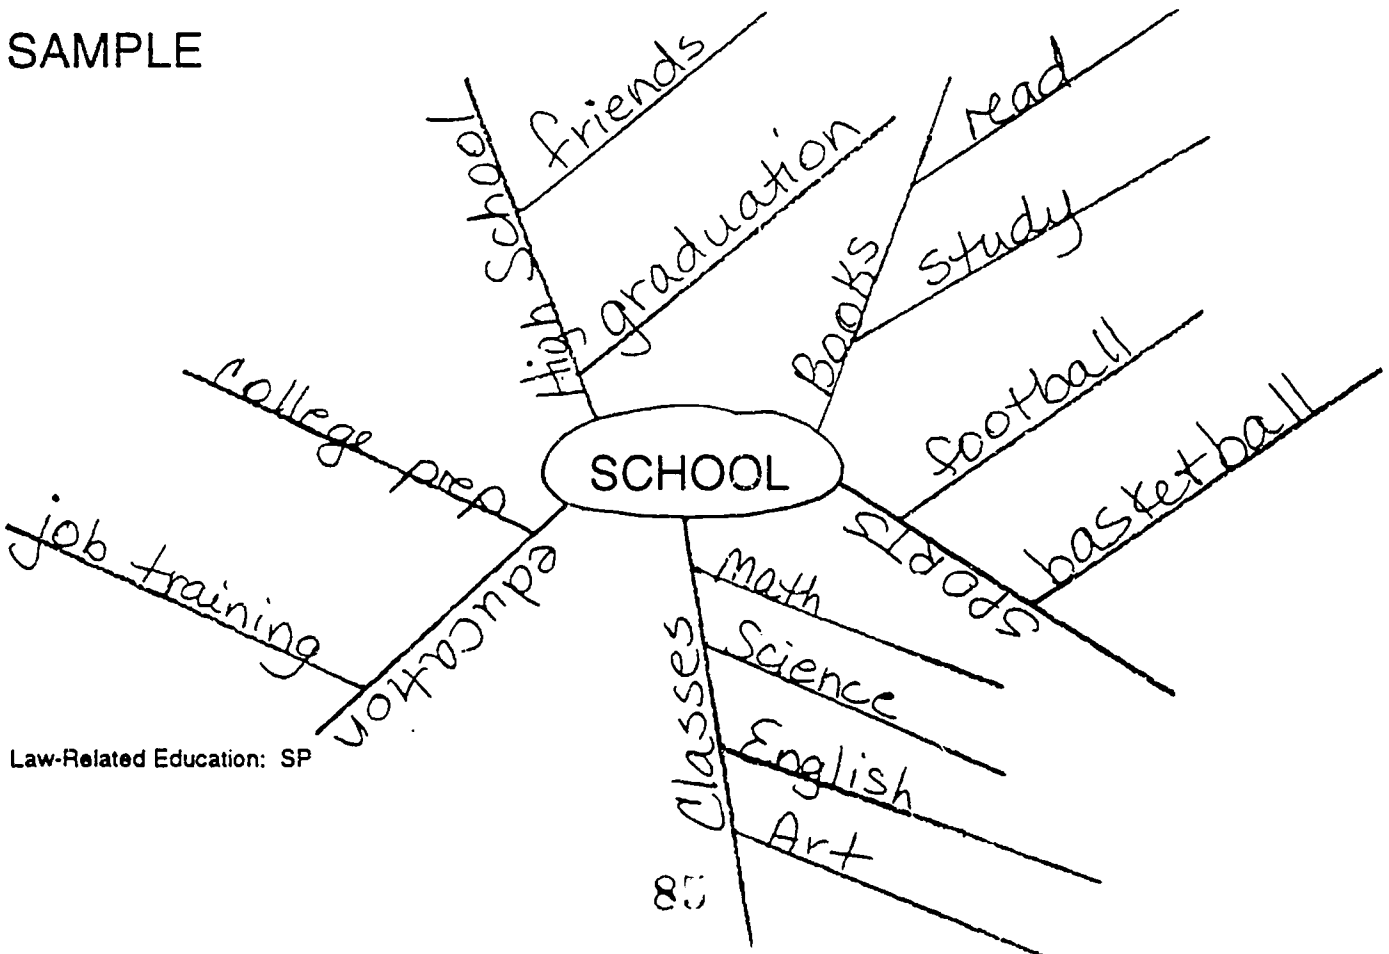 SAMPLE
High School
friends
graduation
Books
read
study
college prep
job training
education
SCHOOL
football
basketball
sports
Classes
Math
Science
English
Art
Law-Related Education: SP